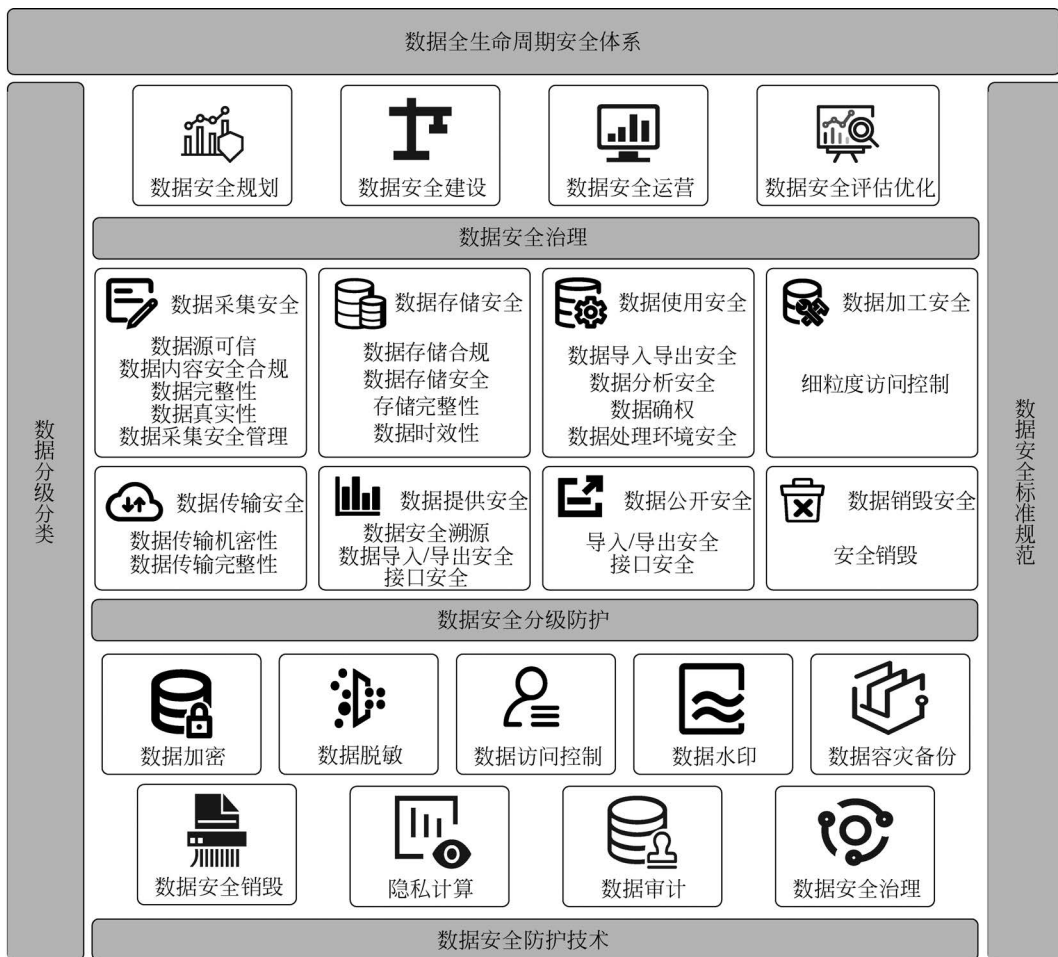 数据全生命周期安全体系
数据分级分类
数据安全规划
数据安全建设
数据安全运营
数据安全评估优化
数据安全治理
数据采集安全
数据源可信
数据内容安全合规
数据完整性
数据真实性
数据采集安全管理
数据存储安全
数据存储合规
数据存储安全
存储完整性
数据时效性
数据使用安全
数据导入导出安全
数据分析安全
数据确权
数据处理环境安全
数据加工安全
细粒度访问控制
数据传输安全
数据传输机密性
数据传输完整性
数据提供安全
数据安全溯源
数据导入/导出安全
接口安全
数据公开安全
导入/导出安全
接口安全
数据销毁安全
安全销毁
数据安全分级防护
数据加密
数据脱敏
数据访问控制
数据水印
数据容灾备份
数据安全销毁
隐私计算
数据审计
数据安全治理
数据安全防护技术
数据安全标准规范